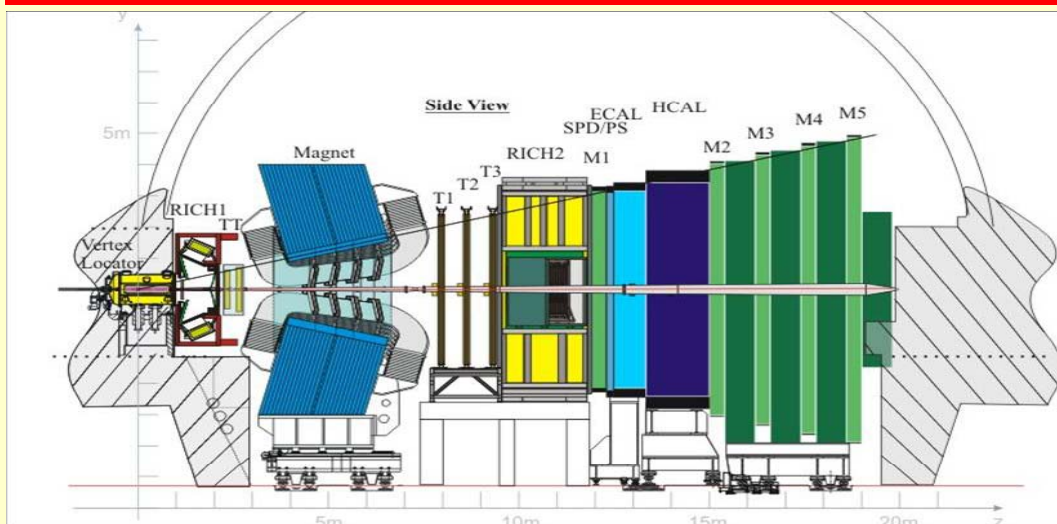 y
5m
Side View
ECAL
HCAL
SPD/PS
M4
M5
M3
M2
Magnet
RICH2
M1
T3
T2
T1
RICH1
TT
Vertex
Locator
5m
10m
15m
20m
z